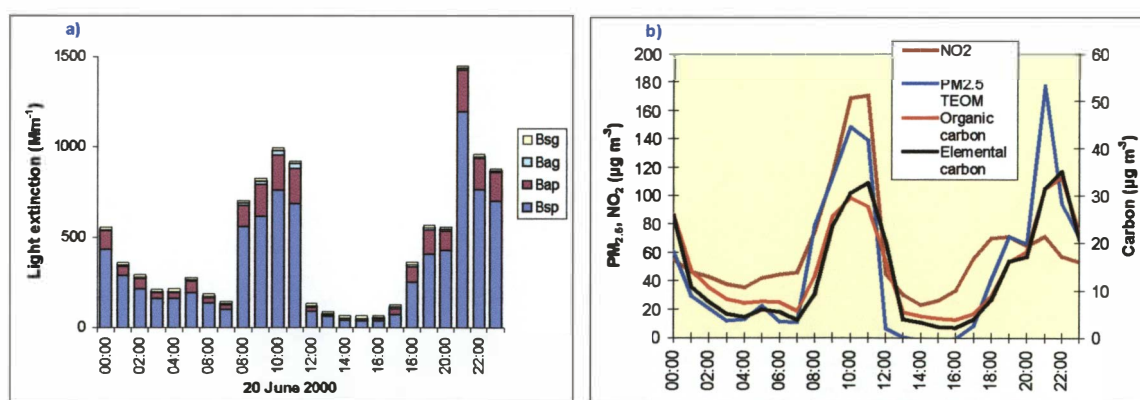 a)
1500
1000
500
0
Light extinction (Mm⁻¹)
00:00
02:00
04:00
06:00
08:00
10:00
12:00
14:00
16:00
18:00
20:00
22:00
20 June 2000
Bsg
Bag
Bap
Bsp
b)
200
180
160
140
120
100
80
60
40
20
0
PM₂.₅, NO₂ (µg m⁻³)
NO2
PM2.5
TEOM
Organic
carbon
Elemental
carbon
60
50
40
30
20
10
0
Carbon (µg m⁻³)
00:00
02:00
04:00
06:00
08:00
10:00
12:00
14:00
16:00
18:00
20:00
22:00